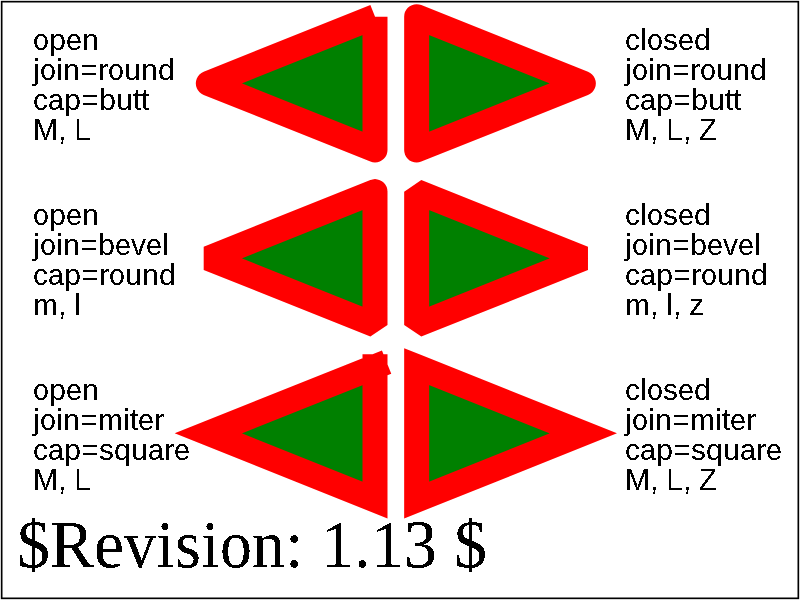 open
join=round
cap=butt
M, L
closed
join=round
cap=butt
M, L, Z
open
join=bevel
cap=round
m, l
closed
join=bevel
cap=round
m, l, z
open
join=miter
cap=square
M, L
closed
join=miter
cap=square
M, L, Z
$Revision: 1.13 $